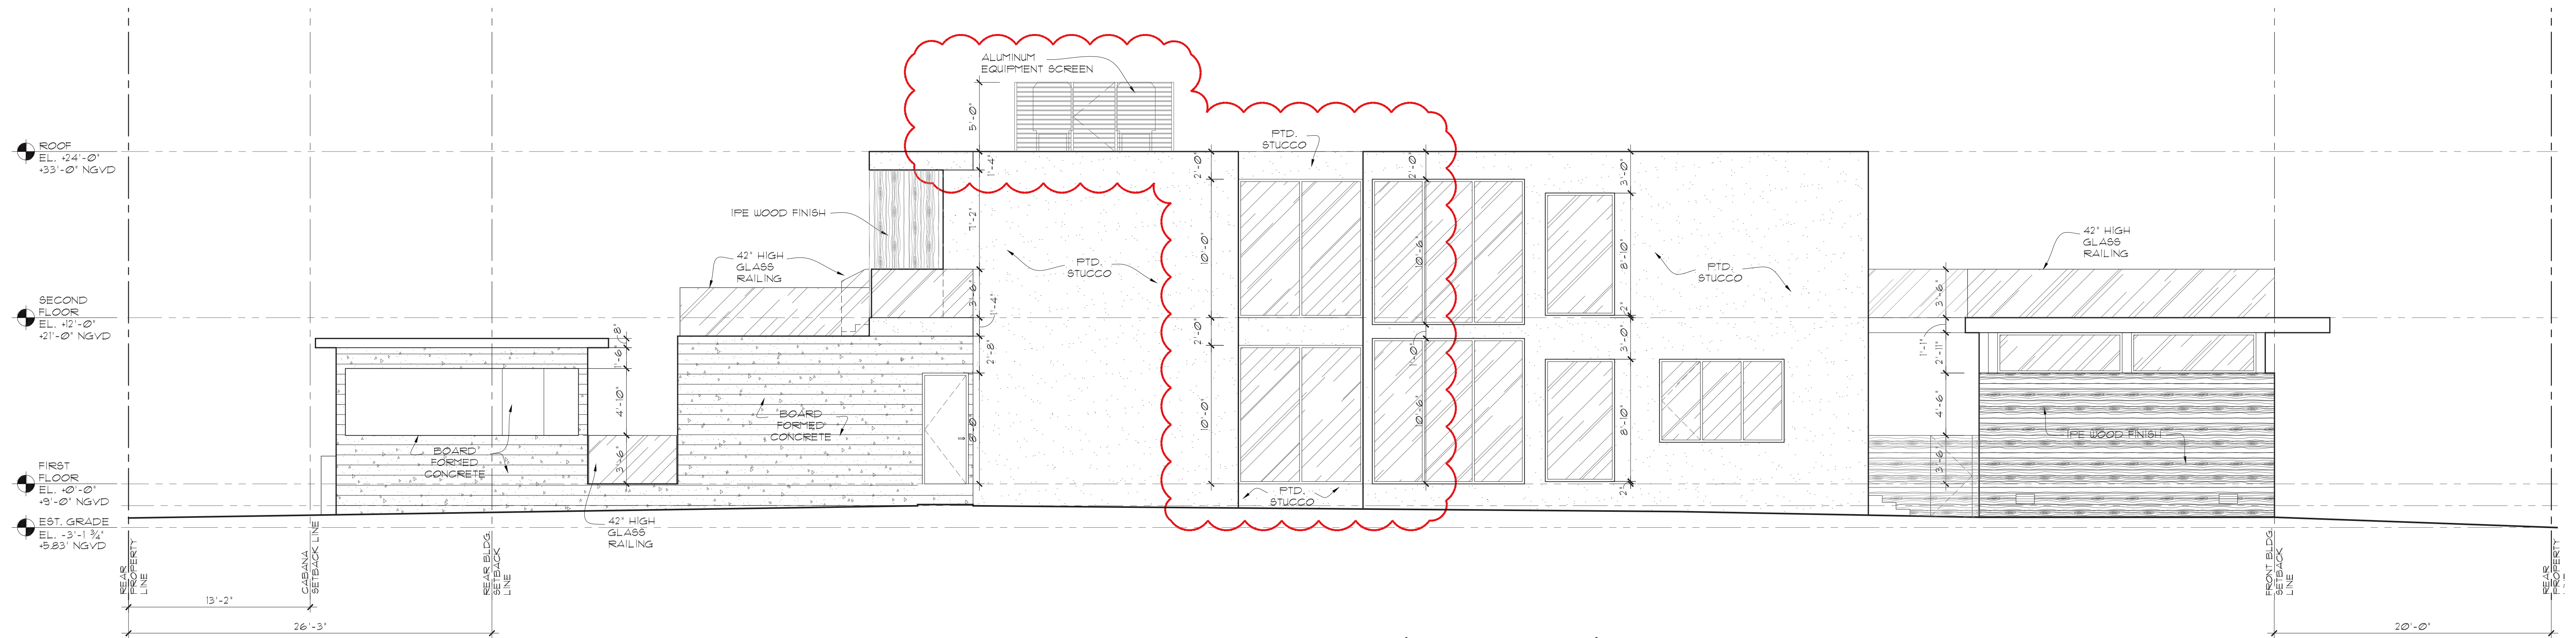 ALUMINUM
EQUIPMENT SCREEN
5'-0"
ROOF
EL. +24'-0"
+33'-0" NGVD
PTD.
STUCCO
1'-4"
2'-0"
2'-0"
3'-0"
IPE WOOD FINISH
7'-2"
42" HIGH
GLASS
RAILING
PTD.
STUCCO
10'-0"
10'-6"
8'-10"
PTD.
STUCCO
42" HIGH
GLASS
RAILING
SECOND
FLOOR
EL. +12'-0"
+21'-0" NGVD
3'-6"
1'-4"
2'-2"
3'-6"
8"
1'-6"
2'-8"
2'-0"
1'-0"
3'-0"
1'-1"
2'-11"
4'-10"
BOARD
FORMED
CONCRETE
8'-0"
10'-0"
10'-6"
8'-10"
4'-6"
IPE WOOD FINISH
BOARD
FORMED
CONCRETE
3'-6"
3'-6"
FIRST
FLOOR
EL. +0'-0"
+9'-0" NGVD
PTD.
STUCCO
2"
EST. GRADE
EL. -3'-1 3/4"
+5.83' NGVD
42" HIGH
GLASS
RAILING
REAR
PROPERTY
LINE
CABANA
SETBACK LINE
REAR BLDG.
SETBACK
LINE
FRONT BLDG.
SETBACK
LINE
REAR
PROPERTY
LINE
13'-2"
26'-3"
20'-0"